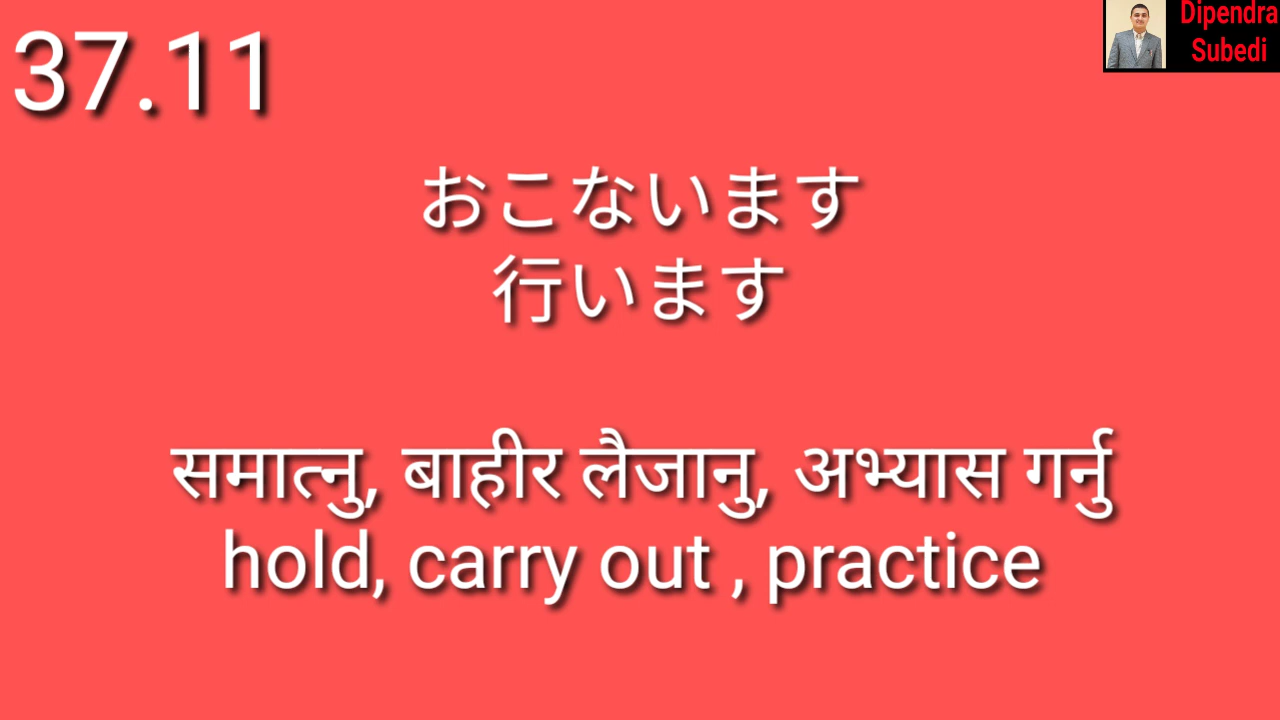 37.11
Dipendra
Subedi
おこないます
行います
समात्नु, बाहीर लैजानु, अभ्यास गर्नु
hold, carry out , practice